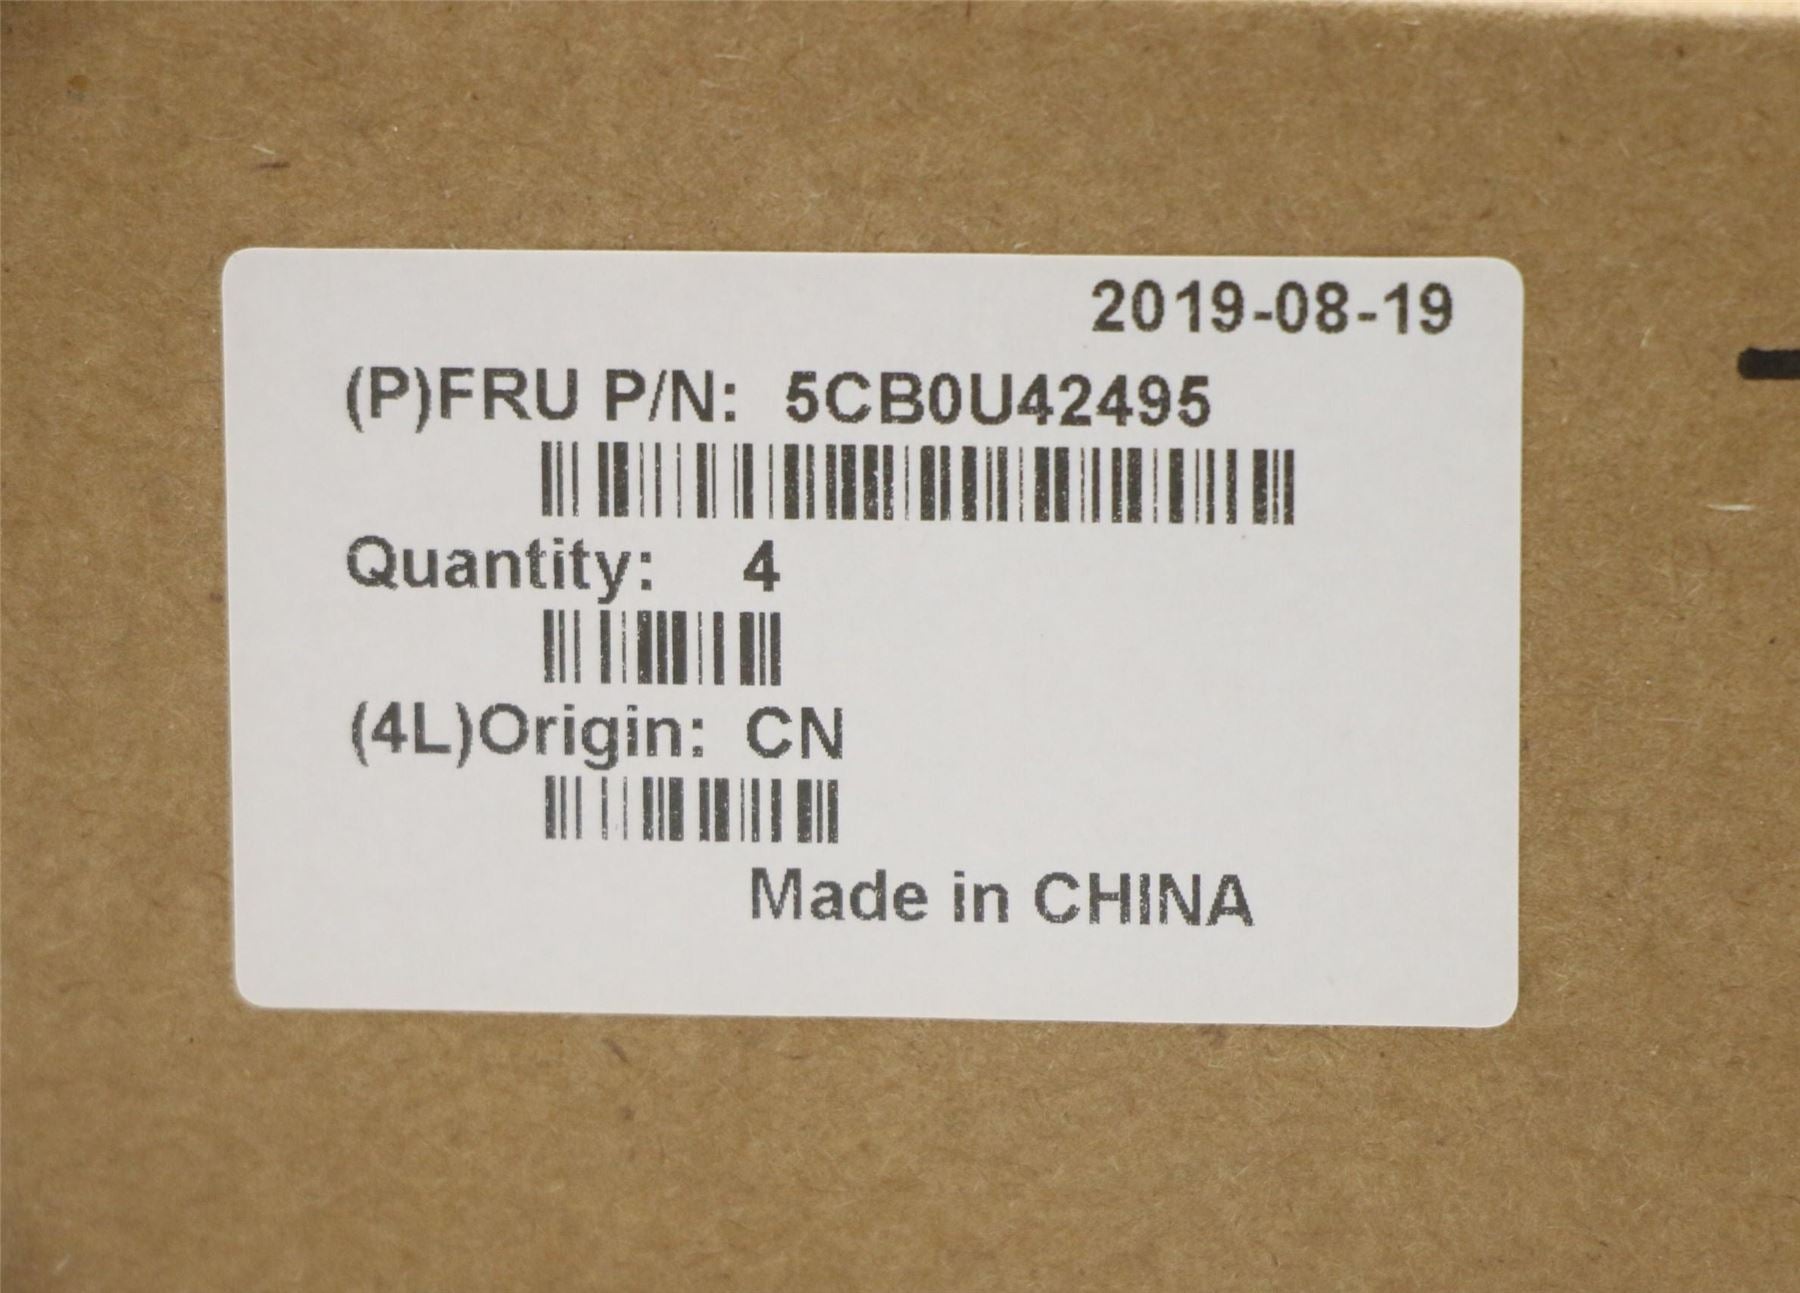 2019-08-19
(P)FRU P/N: 5CB0U42495
Quantity: 4
(4L)Origin: CN
Made in CHINA